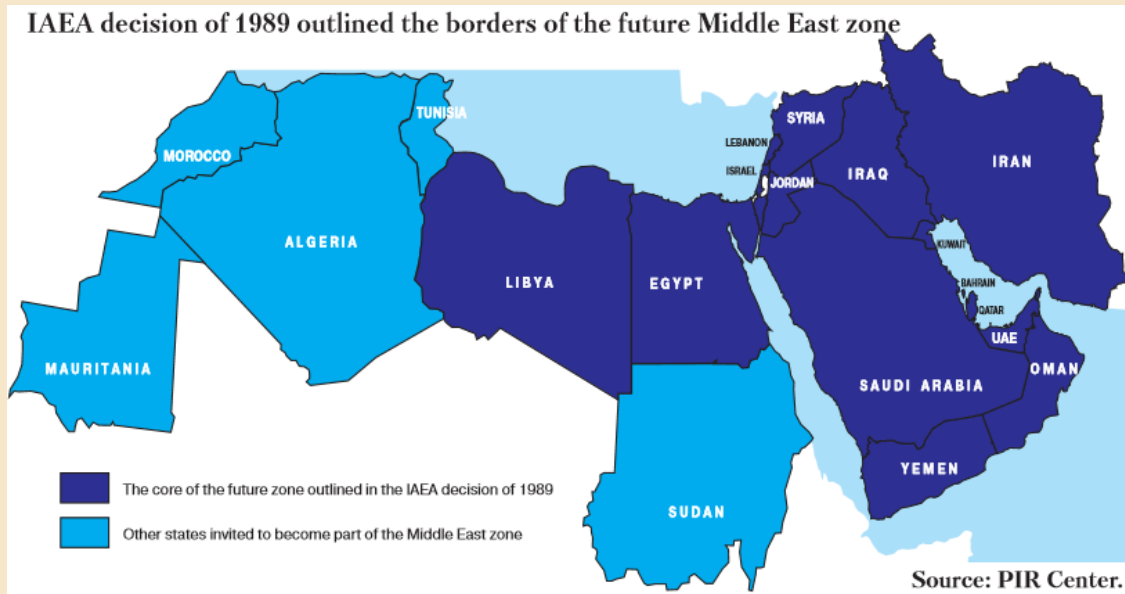 IAEA decision of 1989 outlined the borders of the future Middle East zone
TUNISIA
SYRIA
MOROCCO
LEBANON
ISRAEL
JORDAN
IRAQ
IRAN
ALGERIA
LIBYA
EGYPT
KUWAIT
BAHRAIN
QATAR
UAE
MAURITANIA
SAUDI ARABIA
OMAN
YEMEN
The core of the future zone outlined in the IAEA decision of 1989
SUDAN
Other states invited to become part of the Middle East zone
Source: PIR Center.